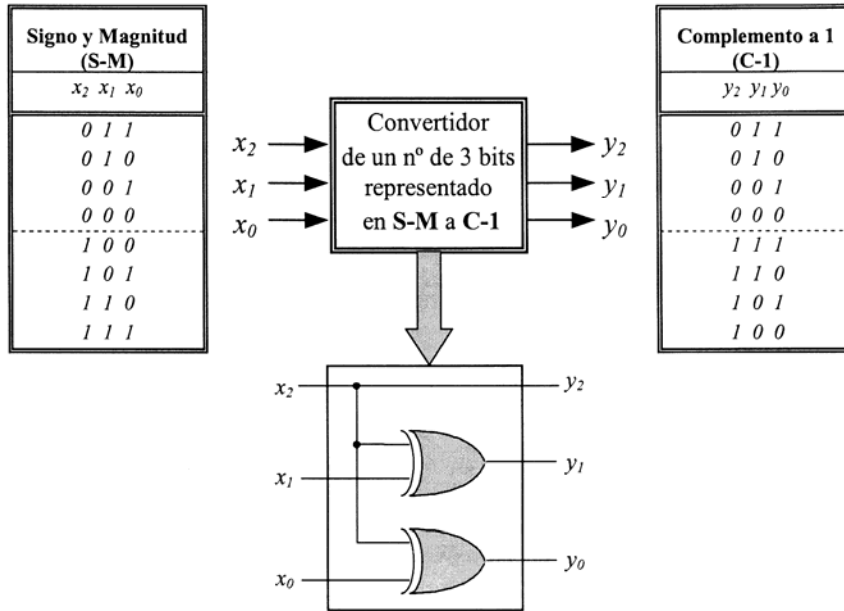 Signo y Magnitud
(S-M)
x2 x1 x0
0 1 1
0 1 0
0 0 1
0 0 0
1 0 0
1 0 1
1 1 0
1 1 1
x2
x1
x0
Convertidor
de un nº de 3 bits
representado
en S-M a C-1
y2
y1
y0
Complemento a 1
(C-1)
y2 y1 y0
0 1 1
0 1 0
0 0 1
0 0 0
1 1 1
1 1 0
1 0 1
1 0 0
x2
y2
x1
y1
x0
y0